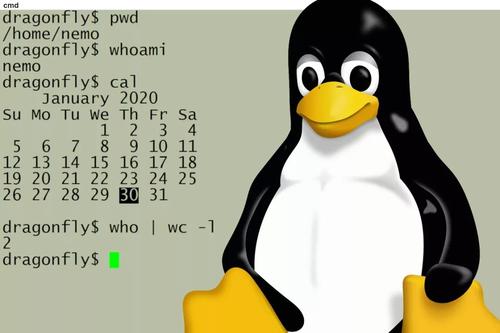 cmd
dragonfly$ pwd
/home/nemo
dragonfly$ whoami
nemo
dragonfly$ cal
January 2020
Su Mo Tu We Th Fr Sa
1 2 3 4
5 6 7 8 9 10 11
12 13 14 15 16 17 18
19 20 21 22 23 24 25
26 27 28 29 30 31
dragonfly$ who | wc -l
2
dragonfly$